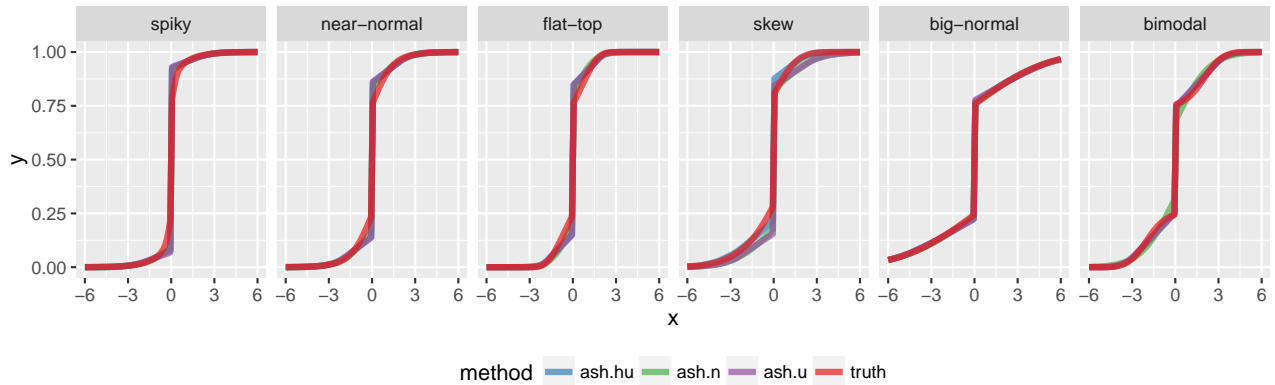 spiky near−normal flat−top skew big−normal bimodal
1.00
0.75
0.50
0.25
0.00
y
−6 −3 0 3 6 −6 −3 0 3 6 −6 −3 0 3 6 −6 −3 0 3 6 −6 −3 0 3 6 −6 −3 0 3 6
x
method ash.hu ash.n ash.u truth